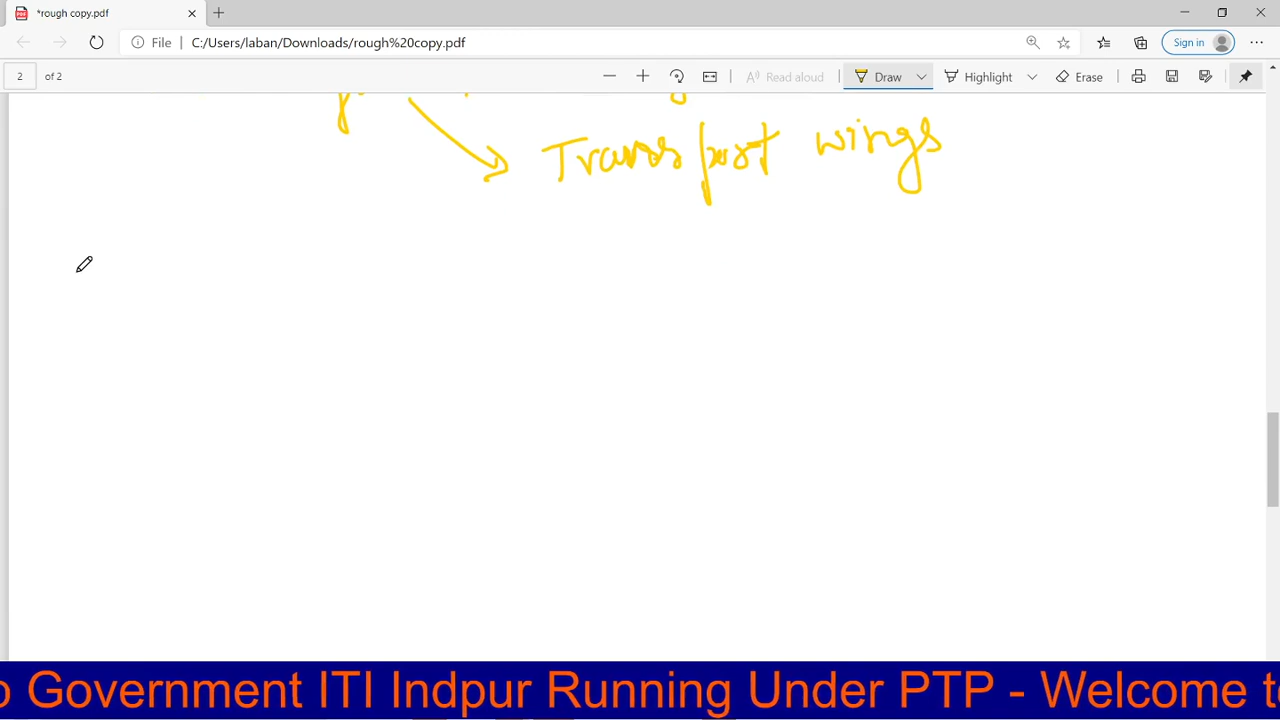 *rough copy.pdf
File C:/Users/laban/Downloads/rough%20copy.pdf Sign in
2 of 2 Read aloud Draw Highlight Erase
Transport wings
o Government ITI Indpur Running Under PTP - Welcome t